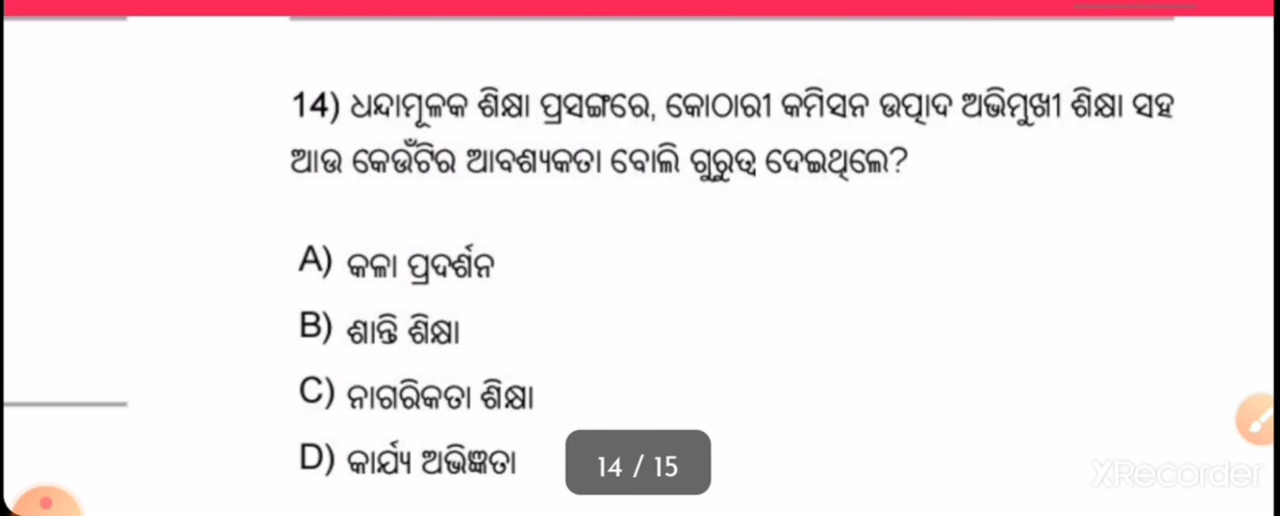 14) ଧନ୍ଦାମୂଳକ ଶିକ୍ଷା ପ୍ରସଙ୍ଗରେ, କୋଠାରୀ କମିସନ ଉତ୍ପାଦ ଅଭିମୁଖୀ ଶିକ୍ଷା ସହ
ଆଉ କେଉଁଟିର ଆବଶ୍ୟକତା ବୋଲି ଗୁରୁତ୍ୱ ଦେଇଥିଲେ?
A) କଳା ପ୍ରଦର୍ଶନ
B) ଶାନ୍ତି ଶିକ୍ଷା
C) ନାଗରିକତା ଶିକ୍ଷା
D) କାର୍ଯ୍ୟ ଅଭିଜ୍ଞତା
14 / 15
XRecorder